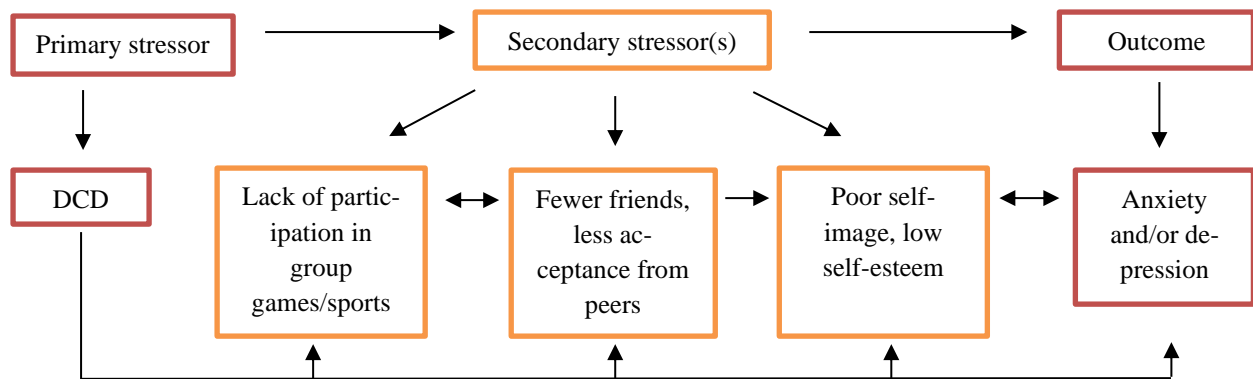 Primary stressor
Secondary stressor(s)
Outcome
DCD
Lack of partic-
ipation in
group
games/sports
Fewer friends,
less ac-
ceptance from
peers
Poor self-
image, low
self-esteem
Anxiety
and/or de-
pression